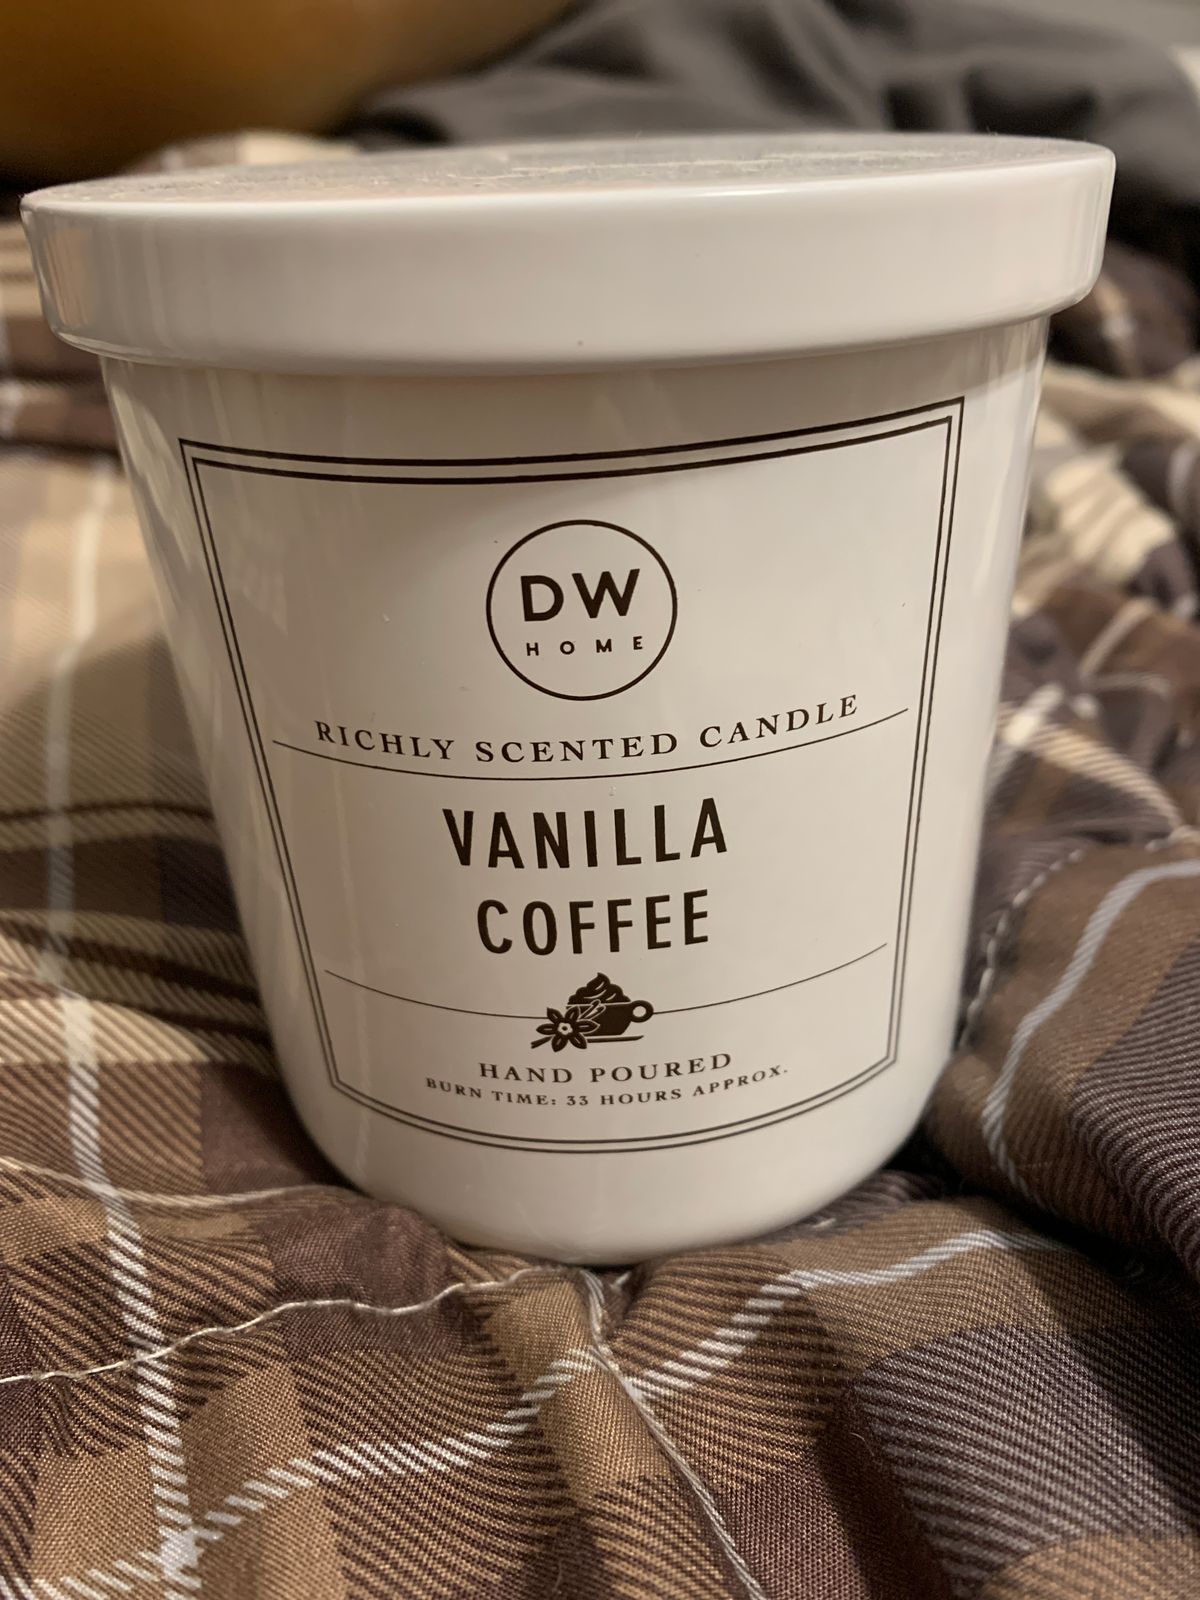 DW
HOME
RICHLY SCENTED CANDLE
VANILLA
COFFEE
HAND POURED
BURN TIME: 33 HOURS APPROX.